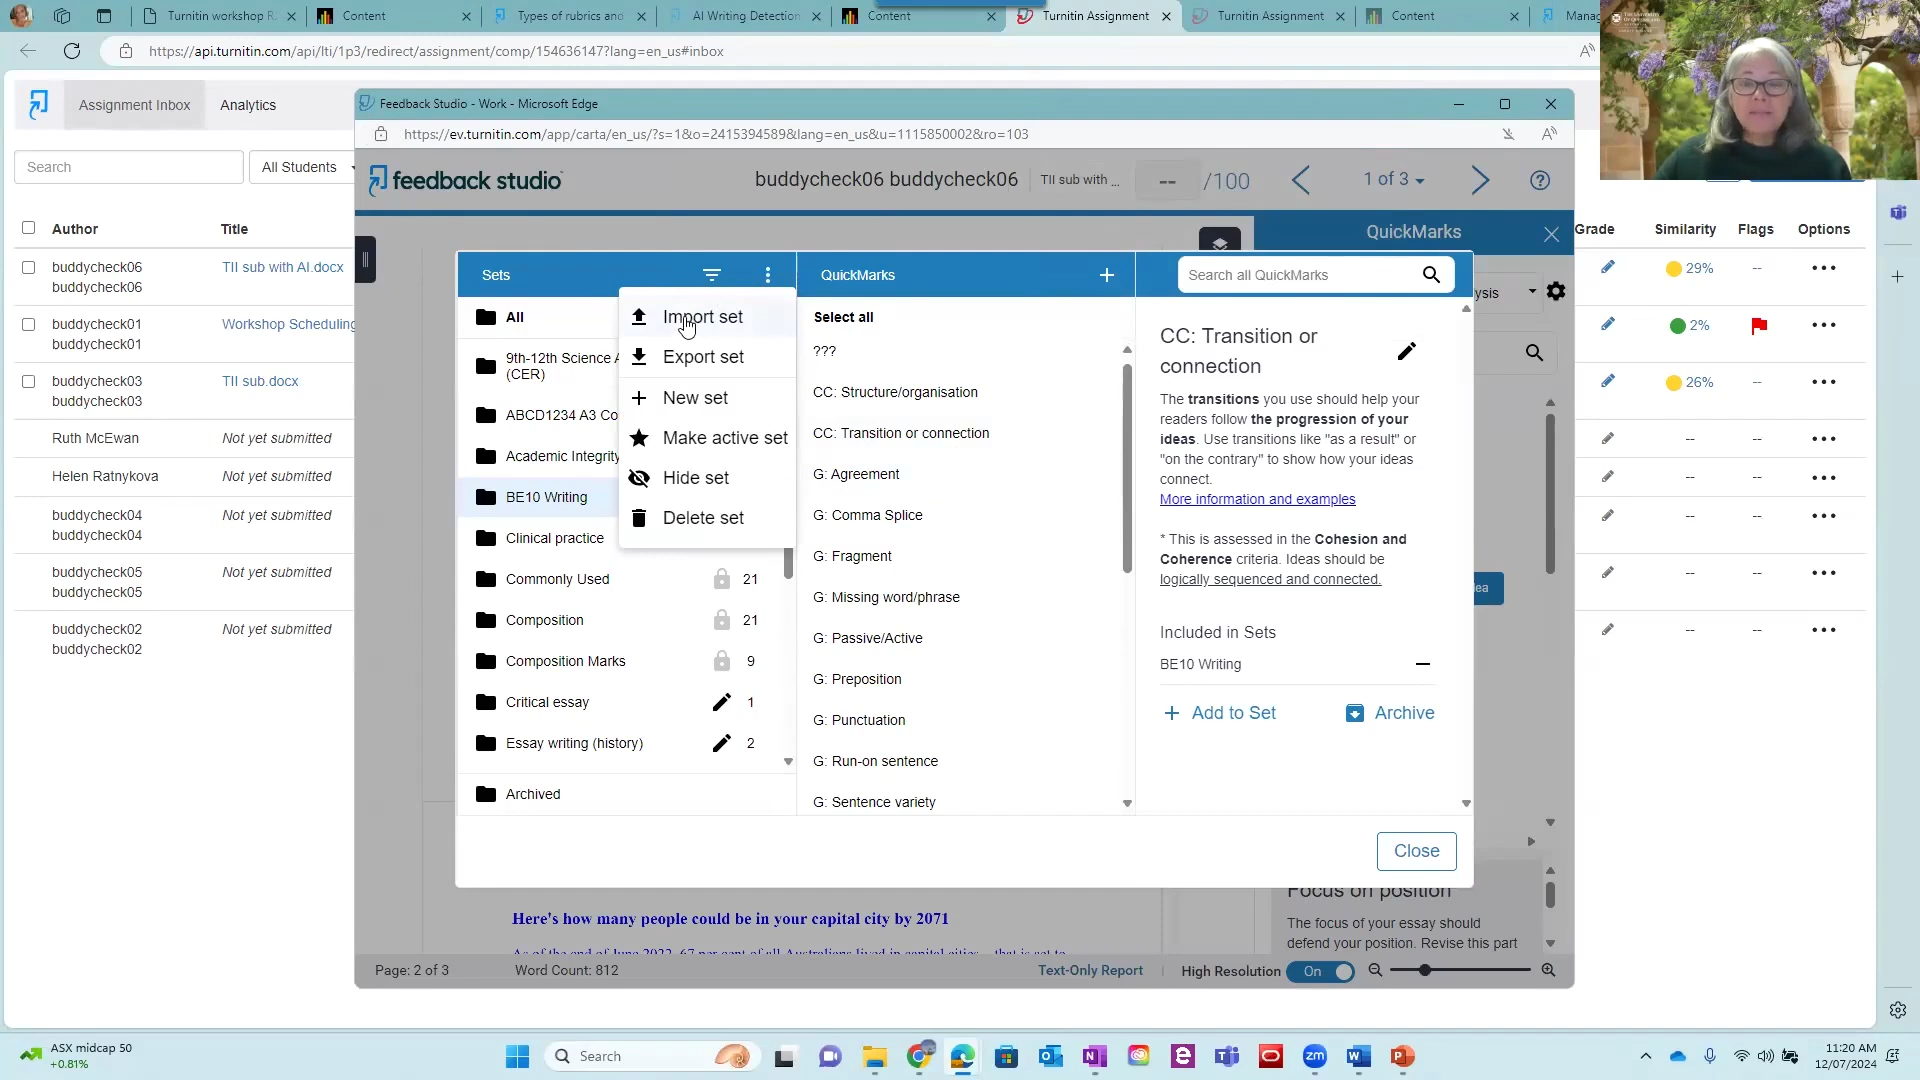 Turnitin workshop R
Content
Types of rubrics and
AI Writing Detection
Content
Turnitin Assignment
Turnitin Assignment
Content
https://api.turnitin.com/api/lti/1p3/redirect/assignment/comp/154636147?lang=en_us#inbox
Assignment Inbox
Analytics
Search
All Students
Author
Title
Grade
Similarity
Flags
Options
buddycheck06
buddycheck06
TII sub with AI.docx
29%
--
buddycheck01
buddycheck01
Workshop Scheduling
2%
buddycheck03
buddycheck03
TII sub.docx
26%
--
Ruth McEwan
Not yet submitted
--
--
Helen Ratnykova
Not yet submitted
--
--
buddycheck04
buddycheck04
Not yet submitted
--
--
buddycheck05
buddycheck05
Not yet submitted
--
--
buddycheck02
buddycheck02
Not yet submitted
--
--
Feedback Studio - Work - Microsoft Edge
https://ev.turnitin.com/app/carta/en_us/?s=1&o=2415394589&lang=en_us&u=1115850002&ro=103
feedback studio
buddycheck06 buddycheck06
TII sub with ...
--
/100
1 of 3
QuickMarks
ysis
Sets
All
9th-12th Science A
(CER)
ABCD1234 A3 Co
Academic Integrity
BE10 Writing
Clinical practice
Commonly Used
21
Composition
21
Composition Marks
9
Critical essay
1
Essay writing (history)
2
Archived
Import set
Export set
New set
Make active set
Hide set
Delete set
QuickMarks
Select all
???
CC: Structure/organisation
CC: Transition or connection
G: Agreement
G: Comma Splice
G: Fragment
G: Missing word/phrase
G: Passive/Active
G: Preposition
G: Punctuation
G: Run-on sentence
G: Sentence variety
Search all QuickMarks
CC: Transition or
connection
The transitions you use should help your
readers follow the progression of your
ideas. Use transitions like "as a result" or
"on the contrary" to show how your ideas
connect.
More information and examples
* This is assessed in the Cohesion and
Coherence criteria. Ideas should be
logically sequenced and connected.
Included in Sets
BE10 Writing
Add to Set
Archive
Close
Here's how many people could be in your capital city by 2071
Focus on position
The focus of your essay should
defend your position. Revise this part
Page: 2 of 3
Word Count: 812
Text-Only Report
High Resolution
On
ASX midcap 50
+0.81%
Search
11:20 AM
12/07/2024